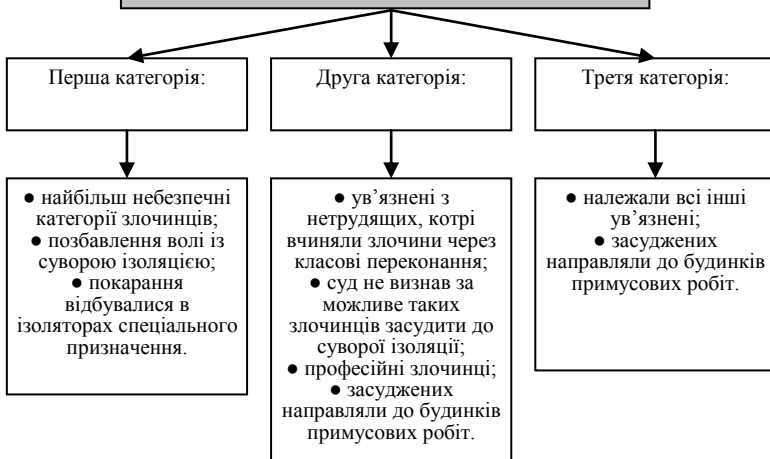 Перша категорія:
Друга категорія:
Третя категорія:
● найбільш небезпечні
категорії злочинців;
● позбавлення волі із
суворою ізоляцією;
● покарання
відбувалися в
ізоляторах спеціального
призначення.
● ув’язнені з
нетрудящих, котрі
вчиняли злочини через
класові переконання;
● суд не визнав за
можливе таких
злочинців засудити до
суворої ізоляції;
● професійні злочинці;
● засуджених
направляли до будинків
примусових робіт.
● належали всі інші
ув’язнені;
● засуджених
направляли до будинків
примусових робіт.